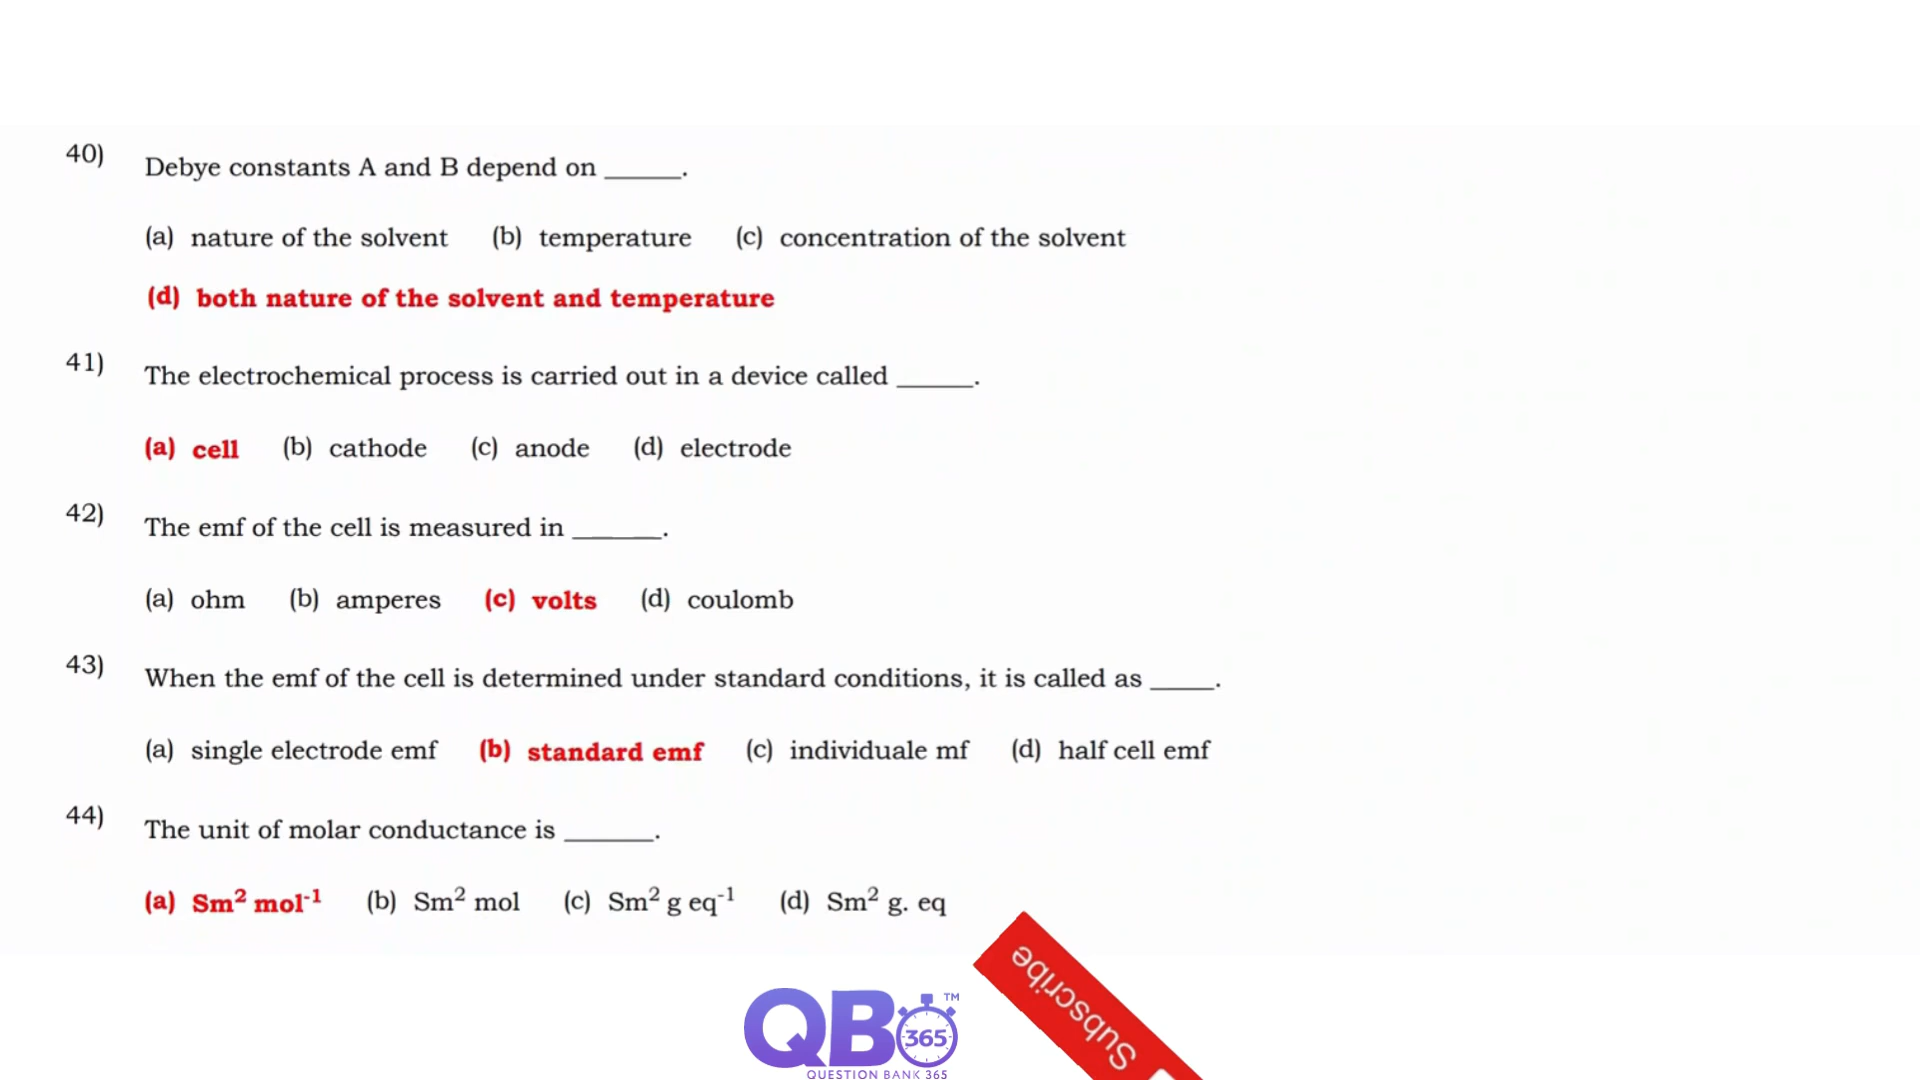 40)
Debye constants A and B depend on ______.
(a) nature of the solvent (b) temperature (c) concentration of the solvent
(d) both nature of the solvent and temperature
41)
The electrochemical process is carried out in a device called ______.
(a) cell (b) cathode (c) anode (d) electrode
42)
The emf of the cell is measured in _______.
(a) ohm (b) amperes (c) volts (d) coulomb
43)
When the emf of the cell is determined under standard conditions, it is called as _____.
(a) single electrode emf (b) standard emf (c) individuale mf (d) half cell emf
44)
The unit of molar conductance is _______.
(a) Sm² mol⁻¹ (b) Sm² mol (c) Sm² g eq⁻¹ (d) Sm² g. eq
Subscribe
QB 365 ™
QUESTION BANK 365